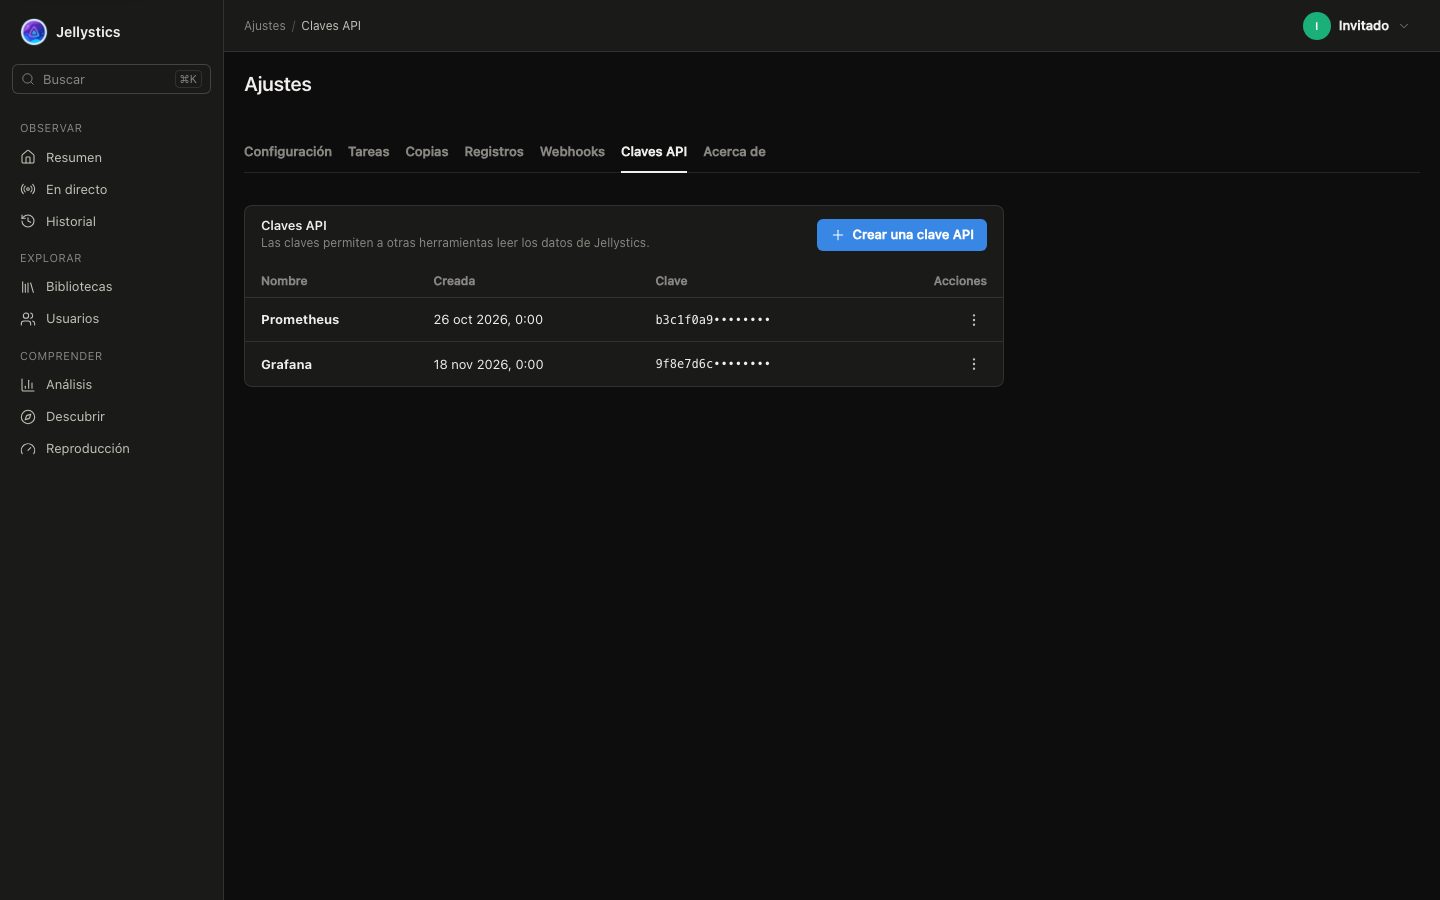 Jellystics
Buscar ⌘K
OBSERVAR
Resumen
En directo
Historial
EXPLORAR
Bibliotecas
Usuarios
COMPRENDER
Análisis
Descubrir
Reproducción
Ajustes / Claves API
I Invitado
Ajustes
Configuración Tareas Copias Registros Webhooks Claves API Acerca de
Claves API
Las claves permiten a otras herramientas leer los datos de Jellystics.
Crear una clave API
Nombre Creada Clave Acciones
Prometheus 26 oct 2026, 0:00 b3c1f0a9••••••••
Grafana 18 nov 2026, 0:00 9f8e7d6c••••••••